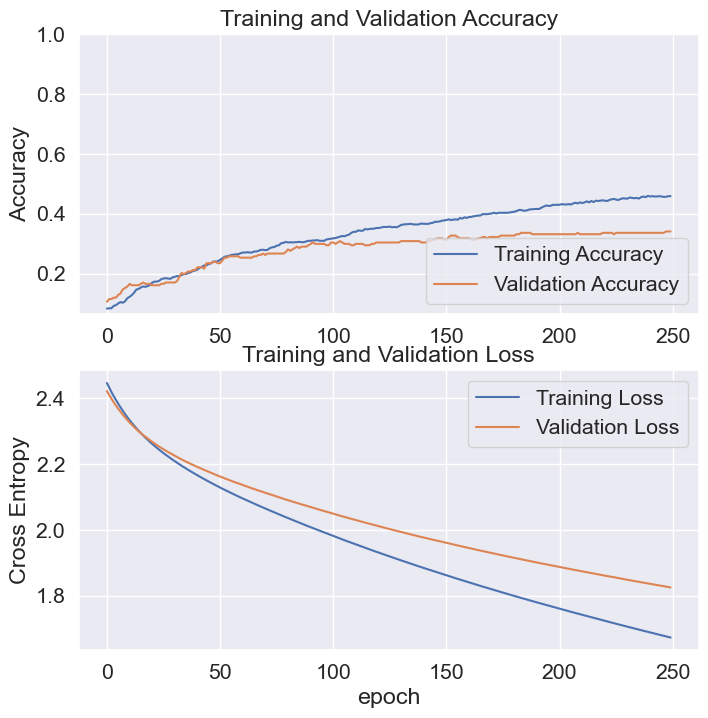 Training and Validation Accuracy
1.0
0.8
0.6
0.4
0.2
Accuracy
Training Accuracy
Validation Accuracy
0 50 100 150 200 250
Training and Validation Loss
2.4
2.2
2.0
1.8
Cross Entropy
Training Loss
Validation Loss
0 50 100 150 200 250
epoch